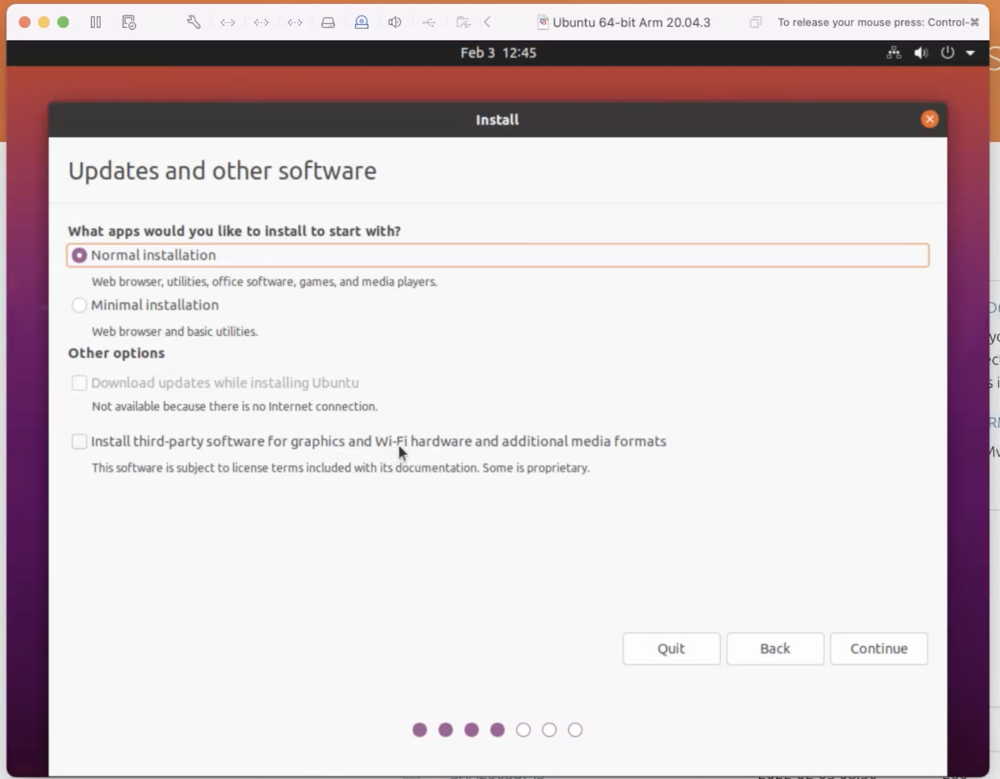 Ubuntu 64-bit Arm 20.04.3
To release your mouse press: Control-⌘
Feb 3 12:45
Install
Updates and other software
What apps would you like to install to start with?
Normal installation
Web browser, utilities, office software, games, and media players.
Minimal installation
Web browser and basic utilities.
Other options
Download updates while installing Ubuntu
Not available because there is no Internet connection.
Install third-party software for graphics and Wi-Fi hardware and additional media formats
This software is subject to license terms included with its documentation. Some is proprietary.
Quit
Back
Continue